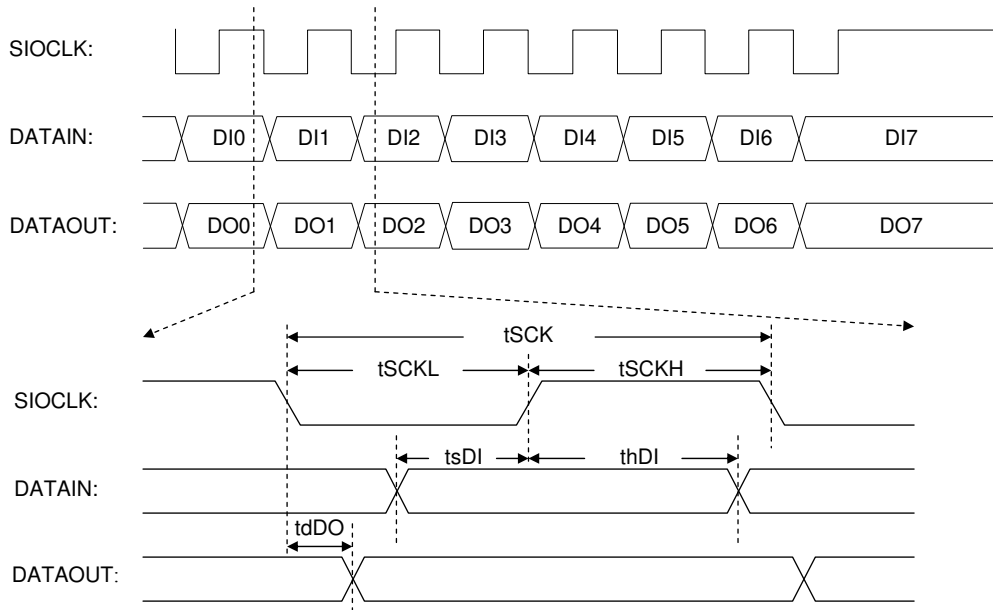 SIOCLK:
DATAIN: DI0 DI1 DI2 DI3 DI4 DI5 DI6 DI7
DATAOUT: DO0 DO1 DO2 DO3 DO4 DO5 DO6 DO7
tSCK
tSCKL tSCKH
SIOCLK:
tsDI thDI
DATAIN:
tdDO
DATAOUT: